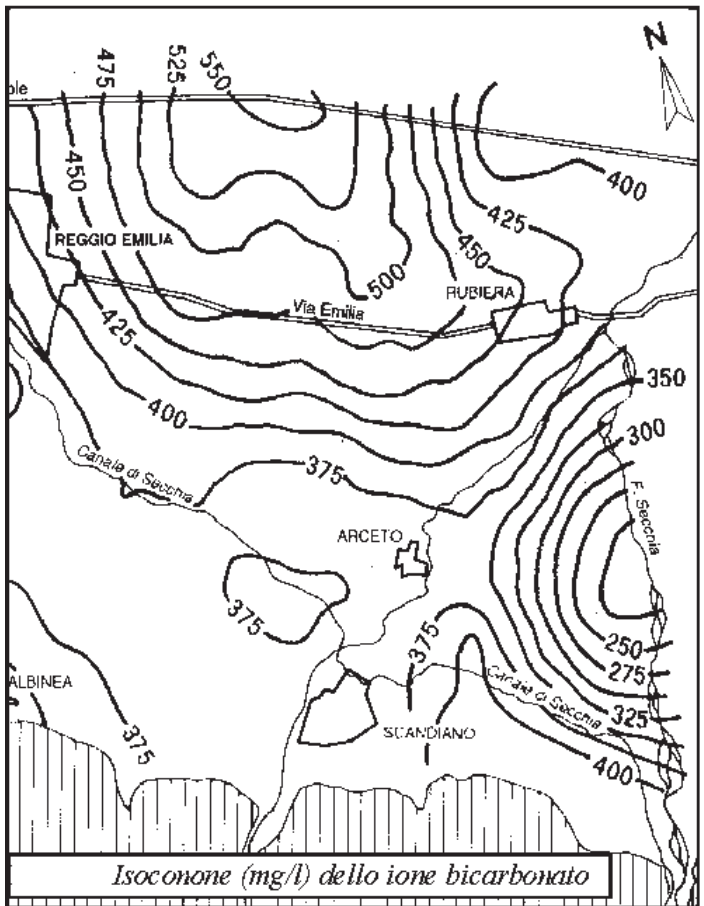 475
525
550
N
ole
450
400
REGGIO EMILIA
425
450
500
RUBIERA
Via Emilia
425
350
400
300
Canale di Secchia
375
F. Secchia
ARCETO
375
375
250
275
ALBINEA
Canale di Secchia
325
375
SCANDIANO
400
Isoconone (mg/l) dello ione bicarbonato